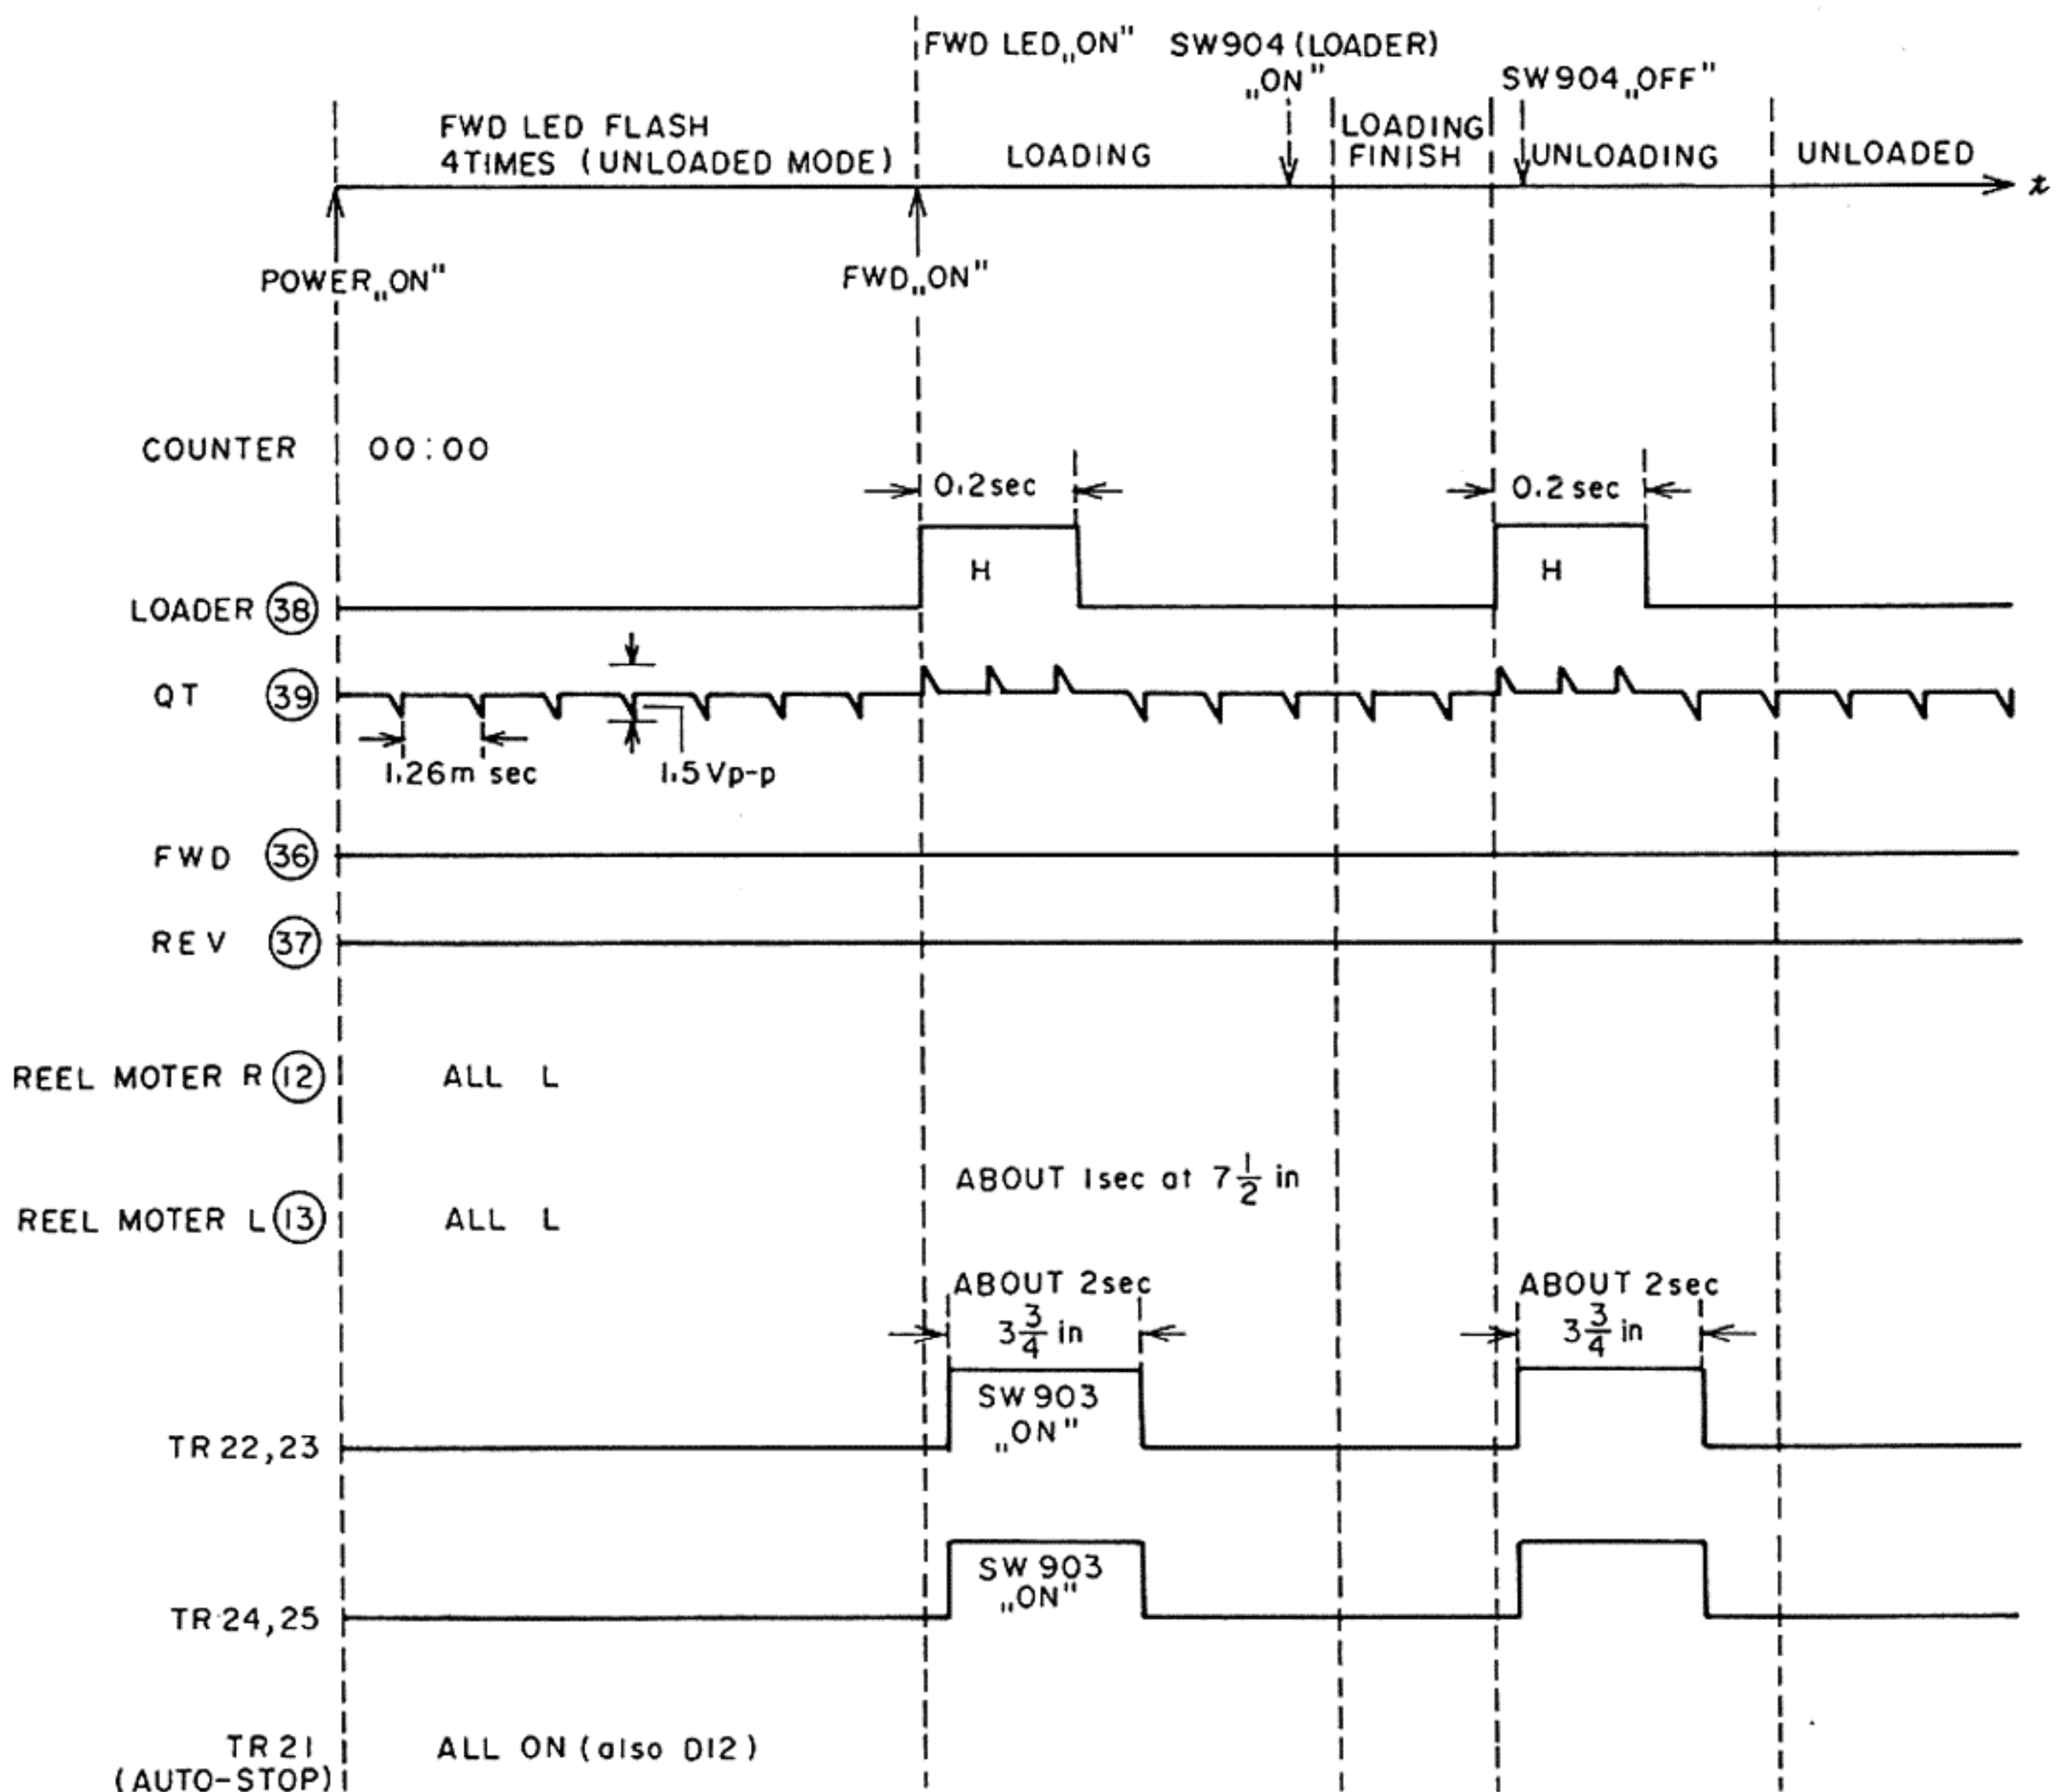 FWD LED „ON"
SW904 (LOADER)
„ON"
SW904 „OFF"
FWD LED FLASH
4TIMES (UNLOADED MODE)
LOADING
LOADING
FINISH
UNLOADING
UNLOADED
t
POWER „ON"
FWD „ON"
COUNTER 00:00
0.2sec
0.2sec
H
H
LOADER 38
QT 39
1.26m sec
1.5Vp-p
FWD 36
REV 37
REEL MOTER R 12 ALL L
ABOUT 1sec at 7 1/2 in
REEL MOTER L 13 ALL L
ABOUT 2sec
3 3/4 in
ABOUT 2sec
3 3/4 in
SW903
„ON"
TR22,23
SW903
„ON"
TR24,25
TR21
(AUTO-STOP)
ALL ON (also D12)